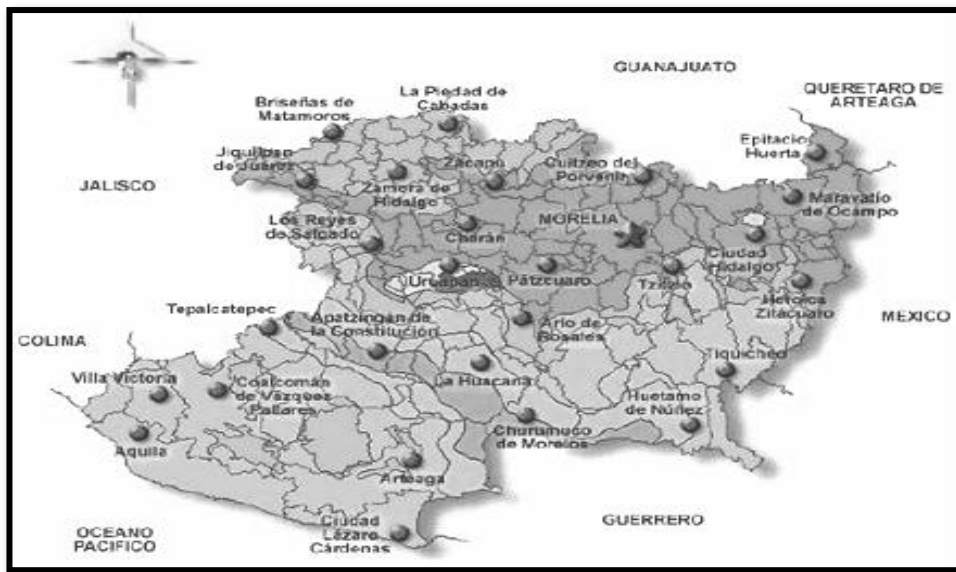 GUANAJUATO
QUERETARO DE
ARTEAGA
La Piedad de
Cabadas
Briseñas de
Matamoros
Epitacio
Huerta
Jiquilpan
de Juárez
Zacapu
Cuitzeo del
Porvenir
JALISCO
Zamora de
Hidalgo
Maravatío
de Ocampo
Los Reyes
de Salgado
MORELIA
Cherán
Ciudad
Hidalgo
Uruapan
Pátzcuaro
Tzitzio
Heroica
Zitácuaro
Tepalcatepec
Apatzingan de
la Constitución
Ario de
Rosales
MEXICO
COLIMA
Tiquicheo
Villa Victoria
Coalcomán
de Vázquez
Pallares
La Huacana
Huetamo
de Núñez
Churumuco
de Morelos
Aquila
Arteaga
OCEANO
PACIFICO
Ciudad
Lázaro
Cárdenas
GUERRERO